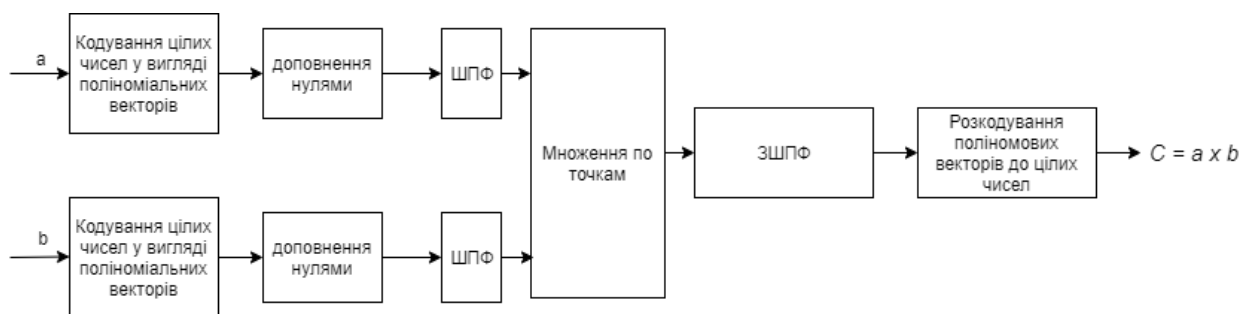 a
Кодування цілих
чисел у вигляді
поліноміальних
векторів
доповнення
нулями
ШПФ
Множення по
точкам
ЗШПФ
Розкодування
поліномових
векторів до цілих
чисел
C = a x b
b
Кодування цілих
чисел у вигляді
поліноміальних
векторів
доповнення
нулями
ШПФ